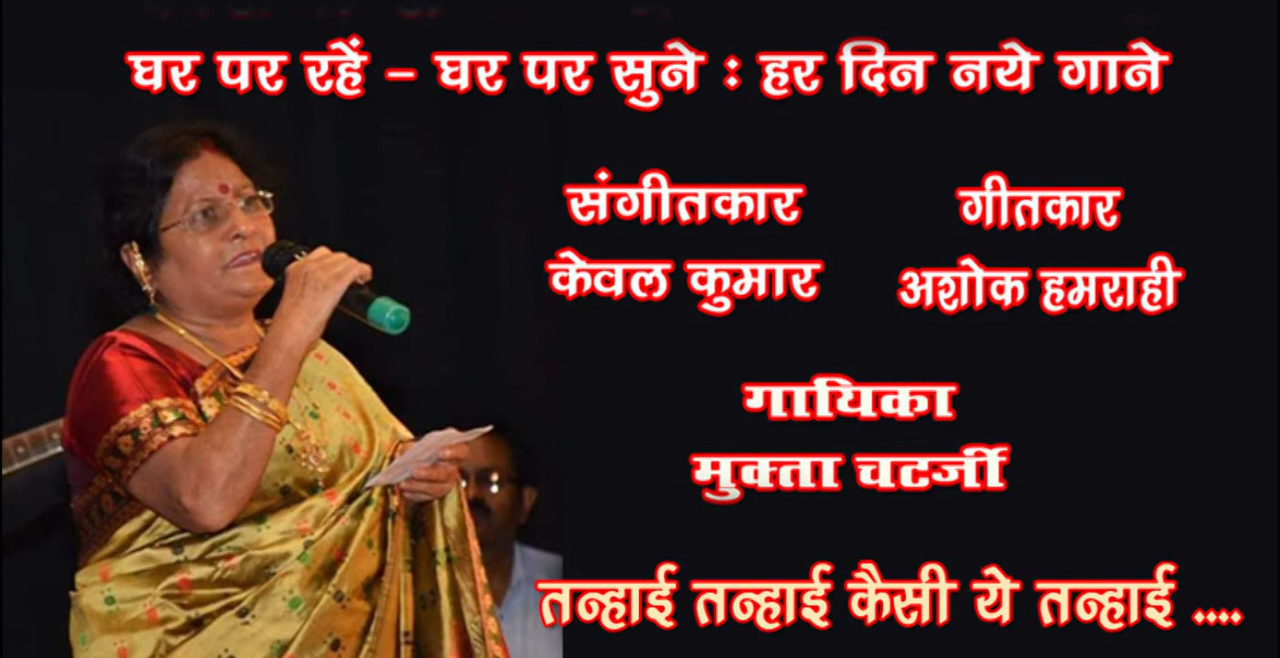 घर पर रहें – घर पर सुने : हर दिन नये गाने
संगीतकार
केवल कुमार
गीतकार
अशोक हमराही
गायिका
मुक्ता चटर्जी
तन्हाई तन्हाई कैसी ये तन्हाई ....